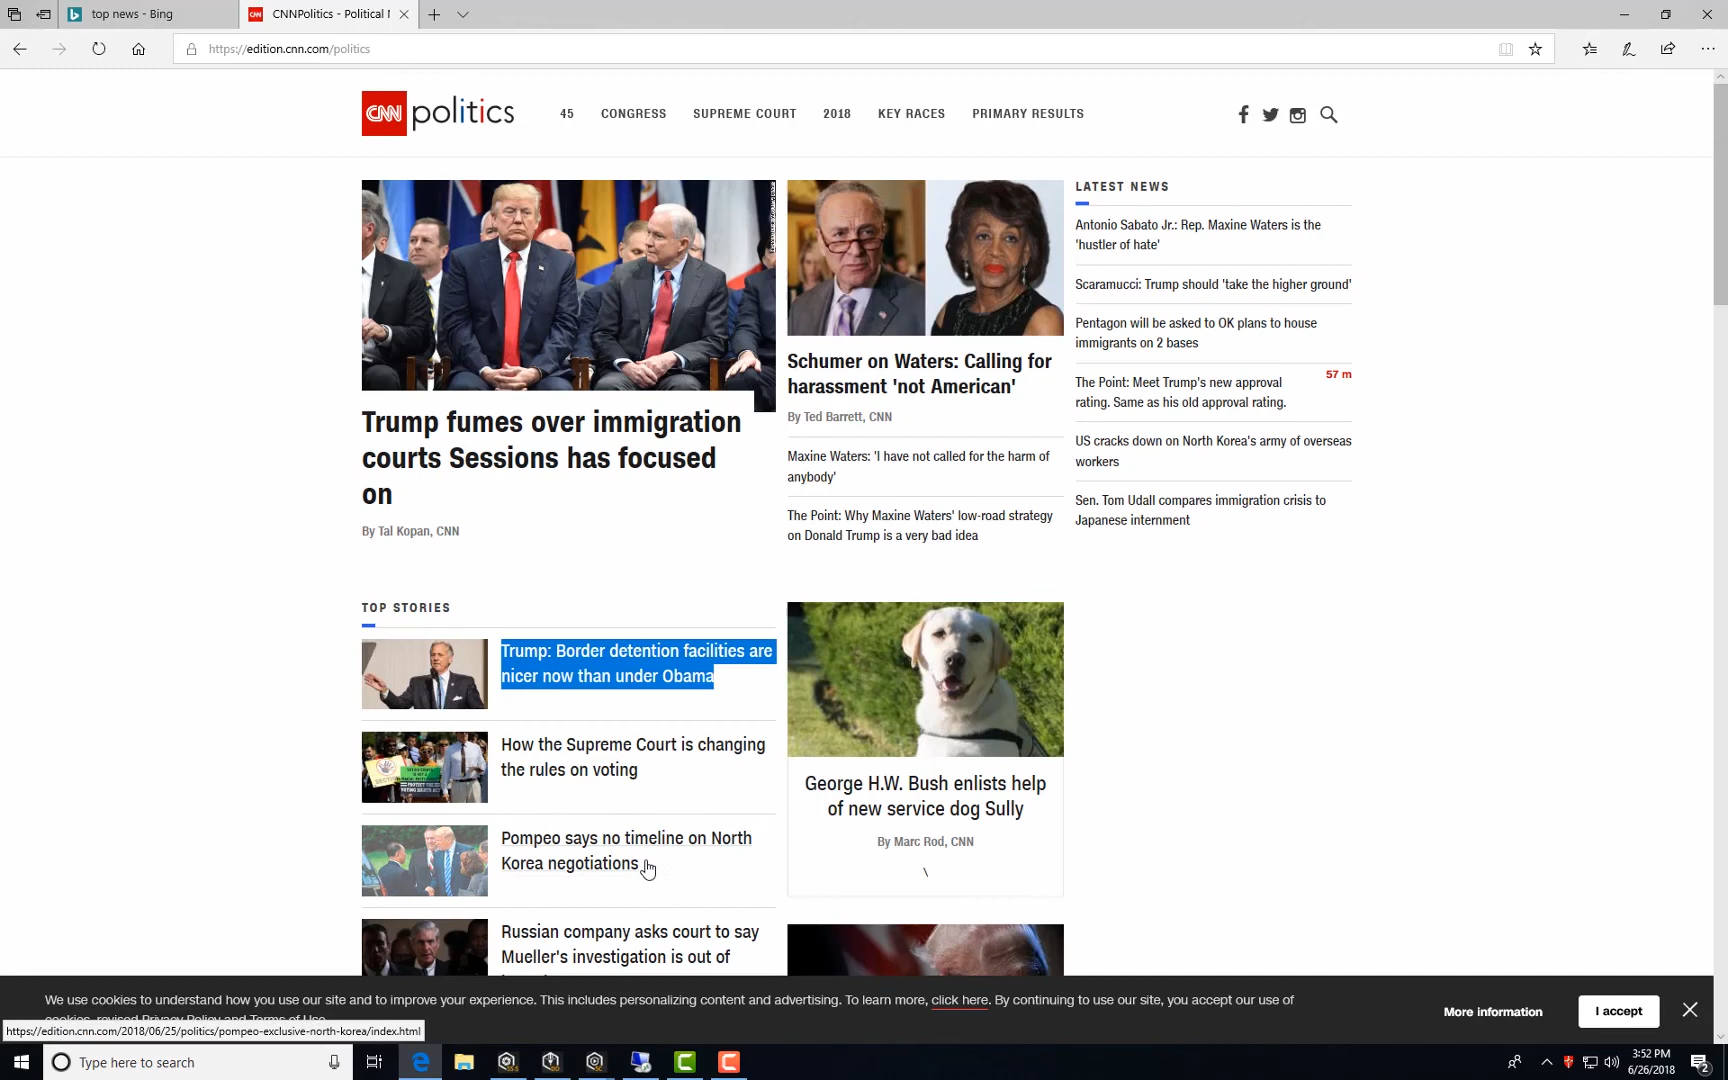 top news - Bing
CNNPolitics - Political
https://edition.cnn.com/politics
CNN politics
45 CONGRESS SUPREME COURT 2018 KEY RACES PRIMARY RESULTS
Trump fumes over immigration
courts Sessions has focused
on
By Tal Kopan, CNN
Schumer on Waters: Calling for
harassment 'not American'
By Ted Barrett, CNN
Maxine Waters: 'I have not called for the harm of
anybody'
The Point: Why Maxine Waters' low-road strategy
on Donald Trump is a very bad idea
LATEST NEWS
Antonio Sabato Jr.: Rep. Maxine Waters is the
'hustler of hate'
Scaramucci: Trump should 'take the higher ground'
Pentagon will be asked to OK plans to house
immigrants on 2 bases
57 m
The Point: Meet Trump's new approval
rating. Same as his old approval rating.
US cracks down on North Korea's army of overseas
workers
Sen. Tom Udall compares immigration crisis to
Japanese internment
TOP STORIES
Trump: Border detention facilities are
nicer now than under Obama
How the Supreme Court is changing
the rules on voting
Pompeo says no timeline on North
Korea negotiations
Russian company asks court to say
Mueller's investigation is out of
George H.W. Bush enlists help
of new service dog Sully
By Marc Rod, CNN
\
We use cookies to understand how you use our site and to improve your experience. This includes personalizing content and advertising. To learn more, click here. By continuing to use our site, you accept our use of
cookies, revised Privacy Policy and Terms of Use.
More information
I accept
https://edition.cnn.com/2018/06/25/politics/pompeo-exclusive-north-korea/index.html
Type here to search
3:52 PM
6/26/2018
2